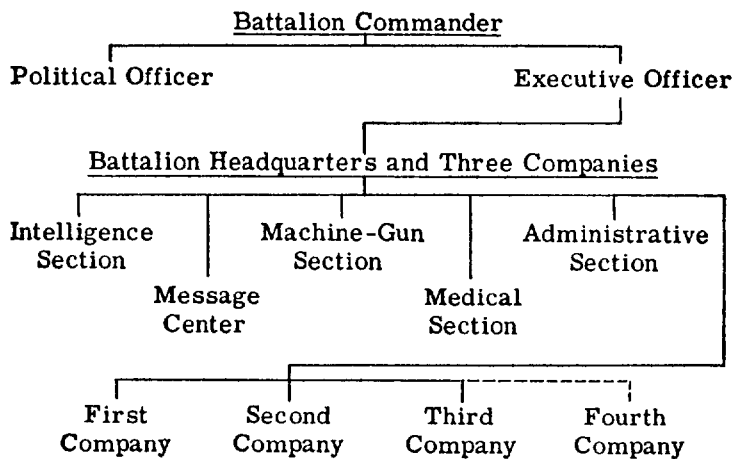 Battalion Commander
Political Officer
Executive Officer
Battalion Headquarters and Three Companies
Intelligence
Section
Machine-Gun
Section
Administrative
Section
Message
Center
Medical
Section
First
Company
Second
Company
Third
Company
Fourth
Company